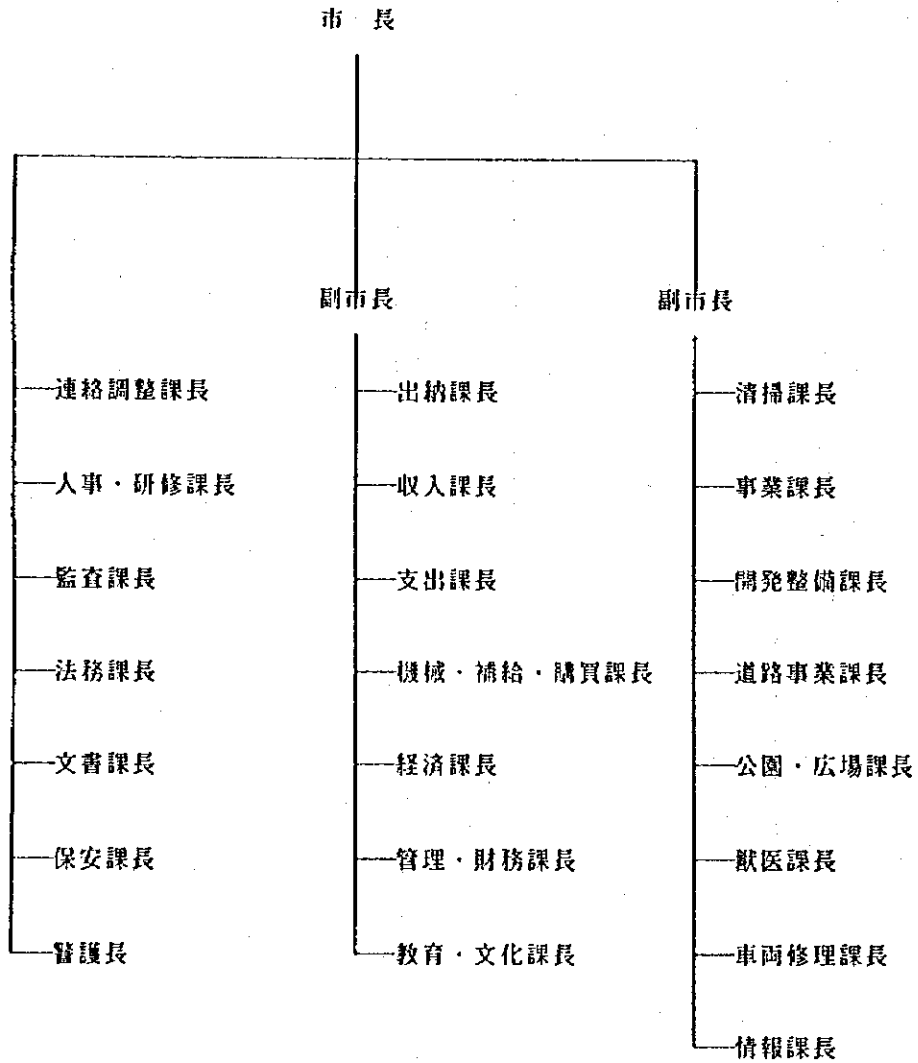 市 長
副市長
副市長
連絡調整課長
人事・研修課長
監査課長
法務課長
文書課長
保安課長
警護長
出納課長
収入課長
支出課長
機械・補給・購買課長
経済課長
管理・財務課長
教育・文化課長
清掃課長
事業課長
開発整備課長
道路事業課長
公園・広場課長
獣医課長
車両修理課長
情報課長